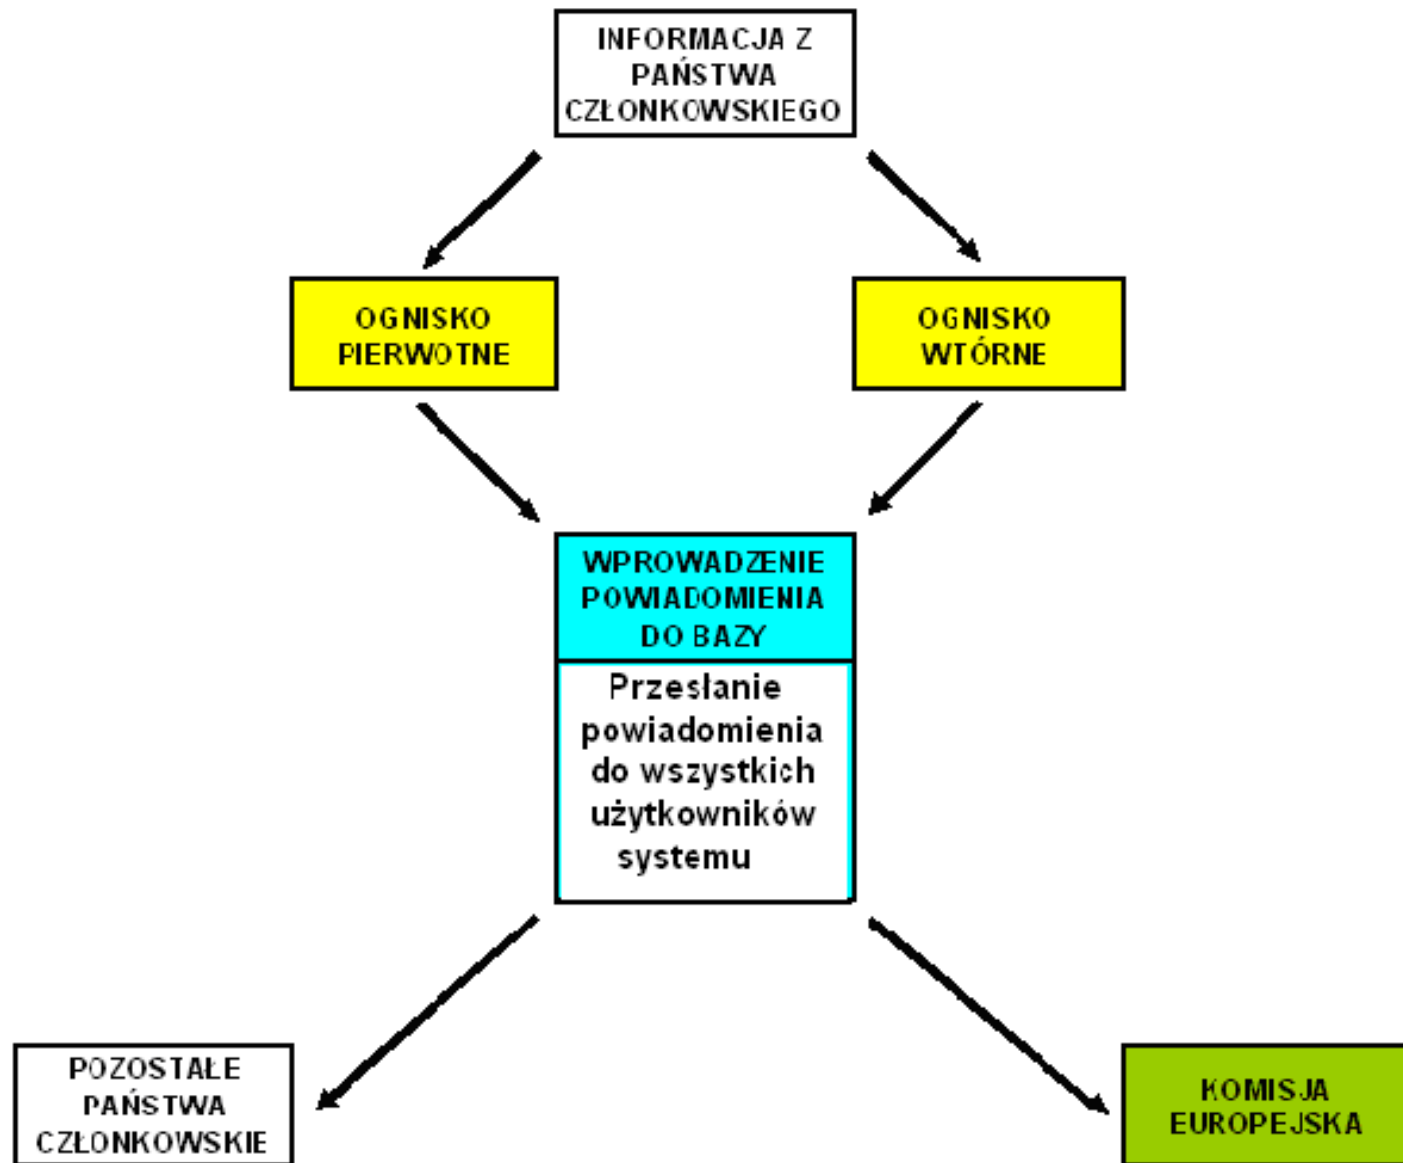 INFORMACJA Z
PAŃSTWA
CZŁONKOWSKIEGO
OGNISKO
PIERWOTNE
OGNISKO
WTÓRNE
WPROWADZENIE
POWIADOMIENIA
DO BAZY
Przesłanie
powiadomienia
do wszystkich
użytkowników
systemu
POZOSTAŁE
PAŃSTWA
CZŁONKOWSKIE
KOMISJA
EUROPEJSKA